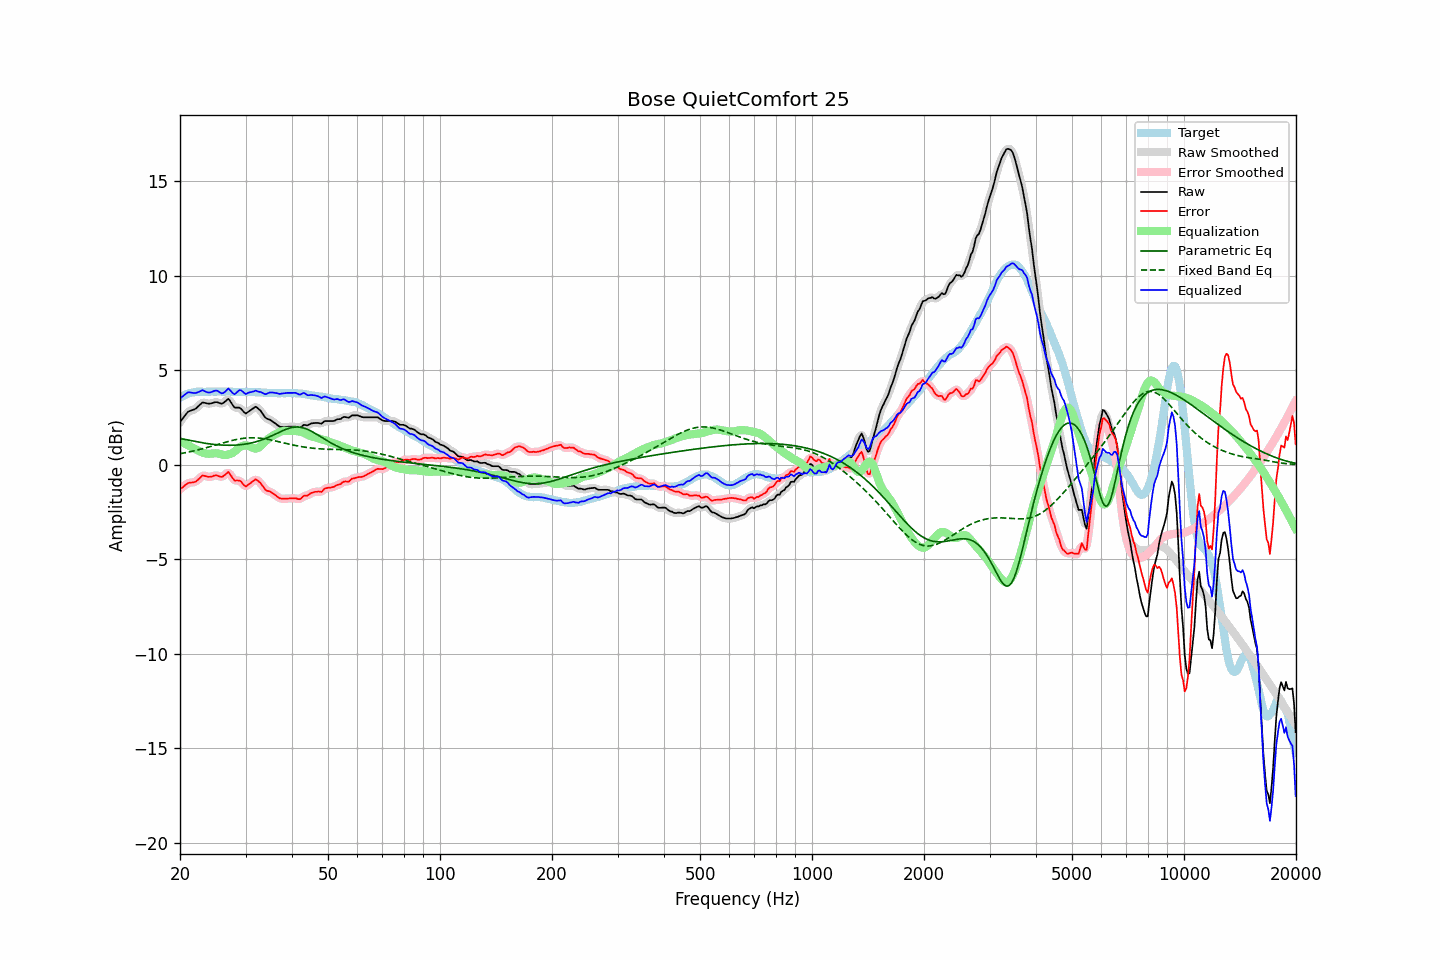 Bose QuietComfort 25
Target
Raw Smoothed
Error Smoothed
Raw
Error
Equalization
Parametric Eq
Fixed Band Eq
Equalized
15
10
5
0
−5
−10
−15
−20
Amplitude (dBr)
20 50 100 200 500 1000 2000 5000 10000 20000
Frequency (Hz)